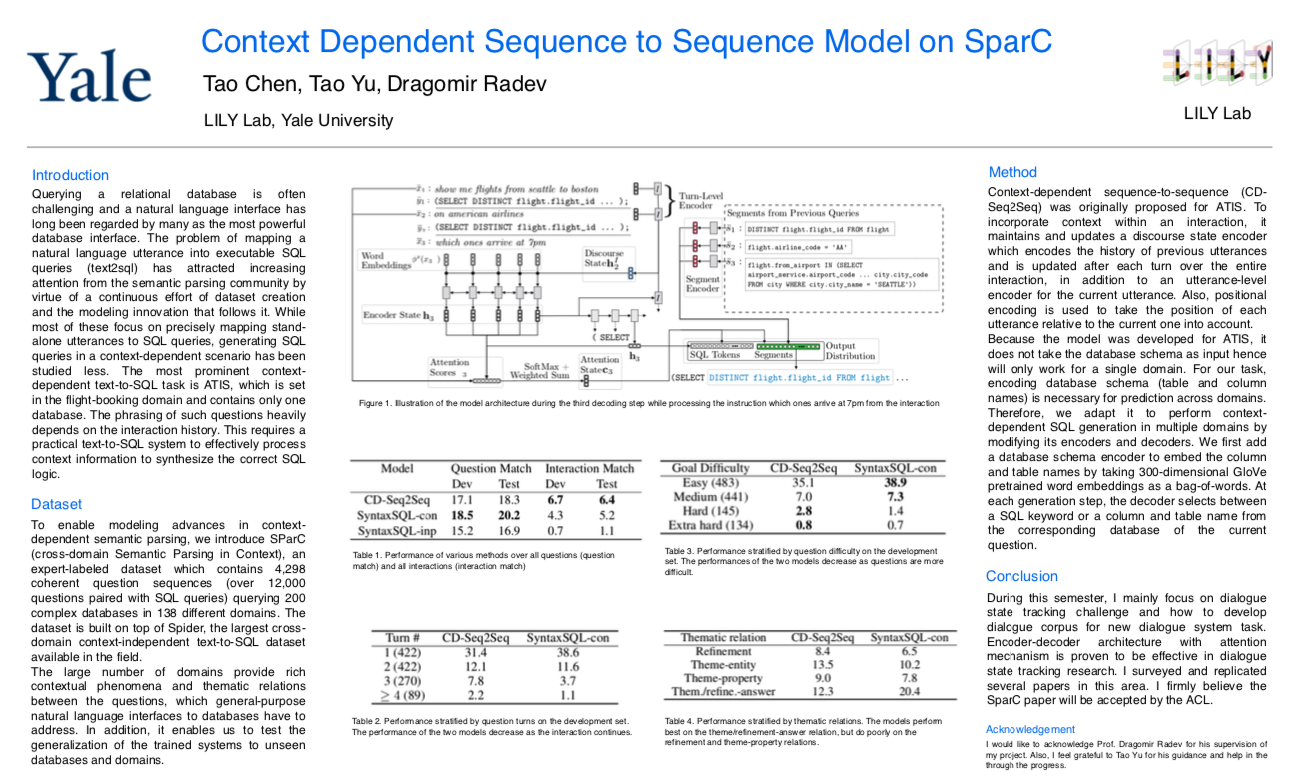 Context Dependent Sequence to Sequence Model on SparC
Yale
Tao Chen, Tao Yu, Dragomir Radev
LILY Lab, Yale University
LILY
LILY Lab
Introduction
Querying a relational database is often
challenging and a natural language interface has
long been regarded by many as the most powerful
database interface. The problem of mapping a
natural language utterance into executable SQL
queries (text2sql) has attracted increasing
attention from the semantic parsing community by
virtue of a continuous effort of dataset creation
and the modeling innovation that follows it. While
most of these focus on precisely mapping stand-
alone utterances to SQL queries, generating SQL
queries in a context-dependent scenario has been
studied less. The most prominent context-
dependent text-to-SQL task is ATIS, which is set
in the flight-booking domain and contains only one
database. The phrasing of such questions heavily
depends on the interaction history. This requires a
practical text-to-SQL system to effectively process
context information to synthesize the correct SQL
logic.
Dataset
To enable modeling advances in context-
dependent semantic parsing, we introduce SParC
(cross-domain Semantic Parsing in Context), an
expert-labeled dataset which contains 4,298
coherent question sequences (over 12,000
questions paired with SQL queries) querying 200
complex databases in 138 different domains. The
dataset is built on top of Spider, the largest cross-
domain context-independent text-to-SQL dataset
available in the field.
The large number of domains provide rich
contextual phenomena and thematic relations
between the questions, which general-purpose
natural language interfaces to databases have to
address. In addition, it enables us to test the
generalization of the trained systems to unseen
databases and domains.
x̄₁ : show me flights from seattle to boston
ȳ₁ : (SELECT DISTINCT flight.flight_id ... );
x̄₂ : on american airlines
ȳ₂ : (SELECT DISTINCT flight.flight_id ... );
x̄₃ : which ones arrive at 7pm
Turn-Level
Encoder
Segments from Previous Queries
s̄₁ : DISTINCT flight.flight_id FROM flight
s̄₂ : flight.airline_code = 'AA'
s̄₃ : flight.from_airport IN (SELECT
airport_service.airport_code ... city.city_code
FROM city WHERE city.city_name = 'SEATTLE'))
Segment
Encoder
Word
Embeddings
Discourse
State
Encoder State h₃
( SELECT
h₃
SQL Tokens Segments
Output
Distribution
Attention
Scores ₃
SoftMax +
Weighted Sum
Attention
State c₃
(SELECT DISTINCT flight.flight_id FROM flight ...
Figure 1. Illustration of the model architecture during the third decoding step while processing the instruction which ones arrive at 7pm from the interaction
Model Question Match Interaction Match
Dev Test Dev Test
CD-Seq2Seq 17.1 18.3 6.7 6.4
SyntaxSQL-con 18.5 20.2 4.3 5.2
SyntaxSQL-inp 15.2 16.9 0.7 1.1
Table 1. Performance of various methods over all questions (question
match) and all interactions (interaction match)
Goal Difficulty CD-Seq2Seq SyntaxSQL-con
Easy (483) 35.1 38.9
Medium (441) 7.0 7.3
Hard (145) 2.8 1.4
Extra hard (134) 0.8 0.7
Table 3. Performance stratified by question difficulty on the development
set. The performances of the two models decrease as questions are more
difficult.
Turn # CD-Seq2Seq SyntaxSQL-con
1 (422) 31.4 38.6
2 (422) 12.1 11.6
3 (270) 7.8 3.7
≥ 4 (89) 2.2 1.1
Table 2. Performance stratified by question turns on the development set.
The performance of the two models decrease as the interaction continues.
Thematic relation CD-Seq2Seq SyntaxSQL-con
Refinement 8.4 6.5
Theme-entity 13.5 10.2
Theme-property 9.0 7.8
Them./refine.-answer 12.3 20.4
Table 4. Performance stratified by thematic relations. The models perform
best on the theme/refinement-answer relation, but do poorly on the
refinement and theme-property relations.
Method
Context-dependent sequence-to-sequence (CD-
Seq2Seq) was originally proposed for ATIS. To
incorporate context within an interaction, it
maintains and updates a discourse state encoder
which encodes the history of previous utterances
and is updated after each turn over the entire
interaction, in addition to an utterance-level
encoder for the current utterance. Also, positional
encoding is used to take the position of each
utterance relative to the current one into account.
Because the model was developed for ATIS, it
does not take the database schema as input hence
will only work for a single domain. For our task,
encoding database schema (table and column
names) is necessary for prediction across domains.
Therefore, we adapt it to perform context-
dependent SQL generation in multiple domains by
modifying its encoders and decoders. We first add
a database schema encoder to embed the column
and table names by taking 300-dimensional GloVe
pretrained word embeddings as a bag-of-words. At
each generation step, the decoder selects between
a SQL keyword or a column and table name from
the corresponding database of the current
question.
Conclusion
During this semester, I mainly focus on dialogue
state tracking challenge and how to develop
dialogue corpus for new dialogue system task.
Encoder-decoder architecture with attention
mechanism is proven to be effective in dialogue
state tracking research. I surveyed and replicated
several papers in this area. I firmly believe the
SparC paper will be accepted by the ACL.
Acknowledgement
I would like to acknowledge Prof. Dragomir Radev for his supervision of
my project. Also, I feel grateful to Tao Yu for his guidance and help in the
through the progress.